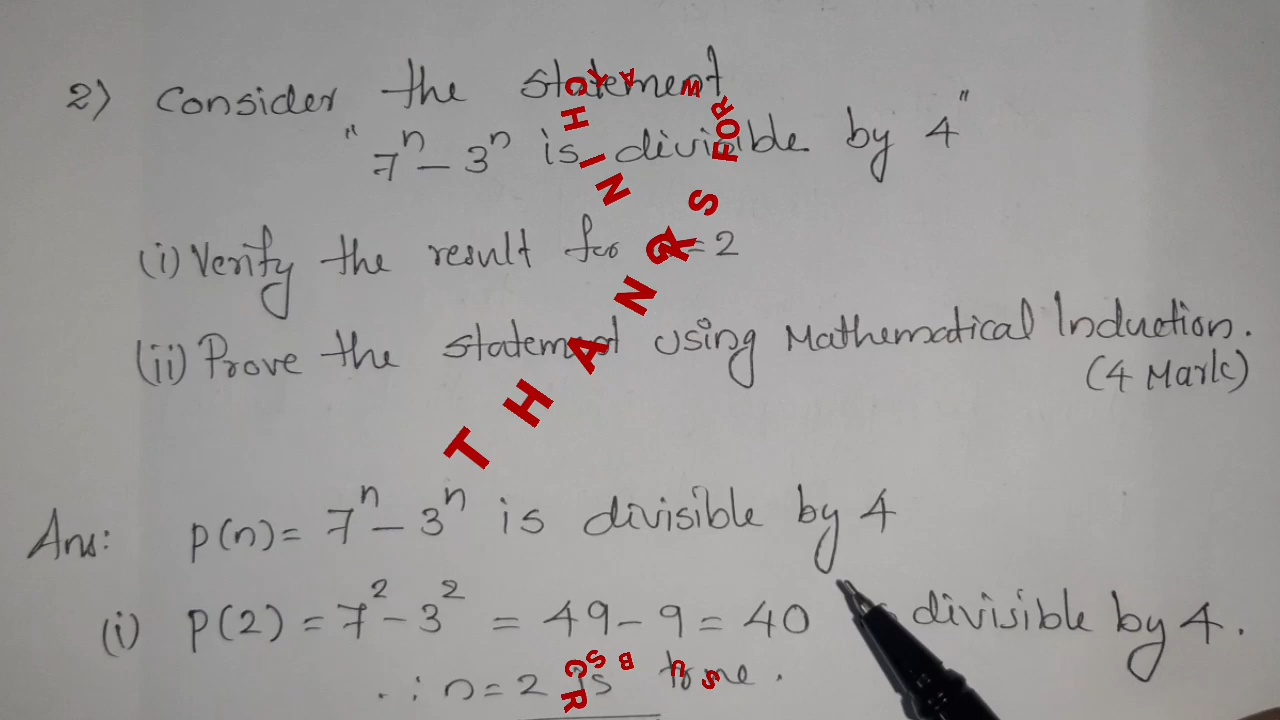 2) Consider the statement
"7ⁿ - 3ⁿ is divisible by 4"
(i) Verify the result for = 2
(ii) Prove the statement using Mathematical Induction.
(4 Mark)
THANKS FOR WATCHING
Ans: p(n) = 7ⁿ - 3ⁿ is divisible by 4
(i) p(2) = 7² - 3² = 49 - 9 = 40 divisible by 4.
∴ n = 2 is true.